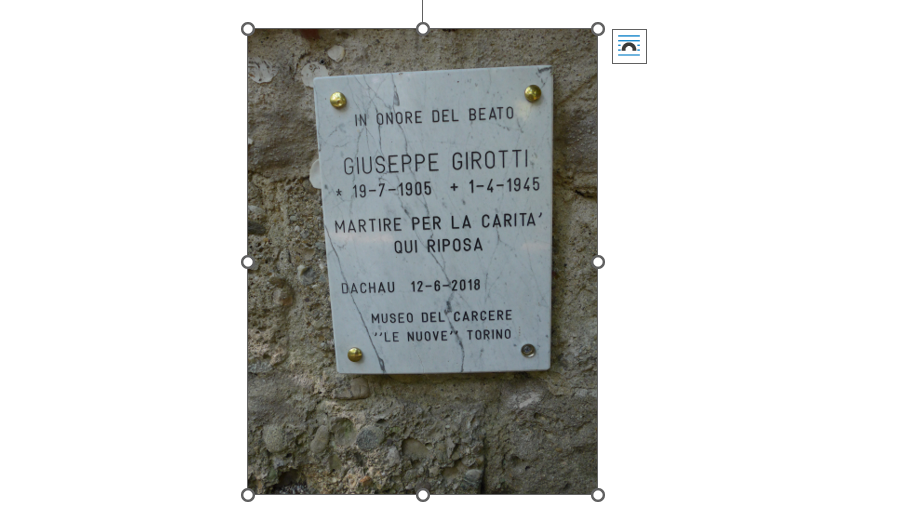 IN ONORE DEL BEATO
GIUSEPPE GIROTTI
* 19-7-1905 + 1-4-1945
MARTIRE PER LA CARITA'
QUI RIPOSA
DACHAU 12-6-2018
MUSEO DEL CARCERE
"LE NUOVE" TORINO